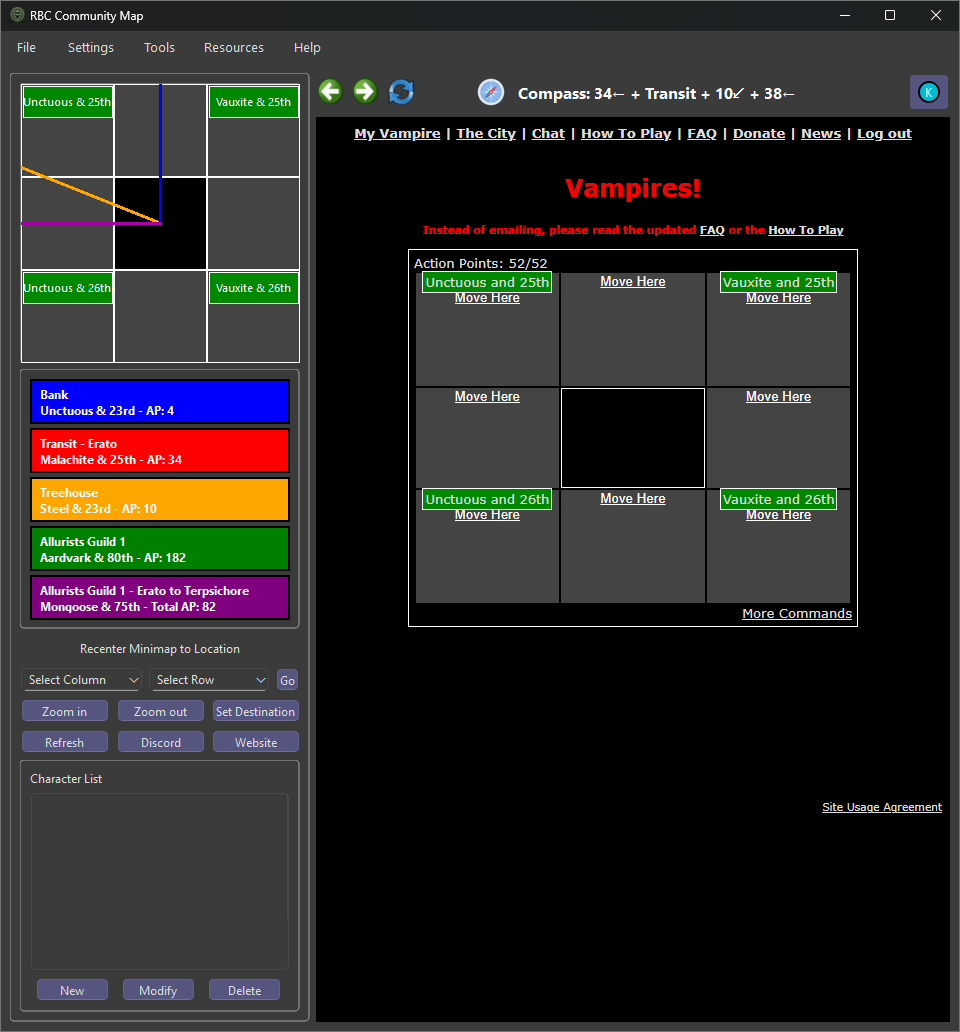 RBC Community Map
File Settings Tools Resources Help
Unctuous & 25th Vauxite & 25th
Unctuous & 26th Vauxite & 26th
Bank
Unctuous & 23rd - AP: 4
Transit - Erato
Malachite & 25th - AP: 34
Treehouse
Steel & 23rd - AP: 10
Allurists Guild 1
Aardvark & 80th - AP: 182
Allurists Guild 1 - Erato to Terpsichore
Mongoose & 75th - Total AP: 82
Recenter Minimap to Location
Select Column Select Row Go
Zoom in Zoom out Set Destination
Refresh Discord Website
Character List
New Modify Delete
Compass: 34← + Transit + 10↙ + 38←
K
My Vampire | The City | Chat | How To Play | FAQ | Donate | News | Log out
Vampires!
Instead of emailing, please read the updated FAQ or the How To Play
Action Points: 52/52
Unctuous and 25th Move Here Vauxite and 25th
Move Here Move Here
Move Here Move Here
Unctuous and 26th Move Here Vauxite and 26th
Move Here Move Here
More Commands
Site Usage Agreement